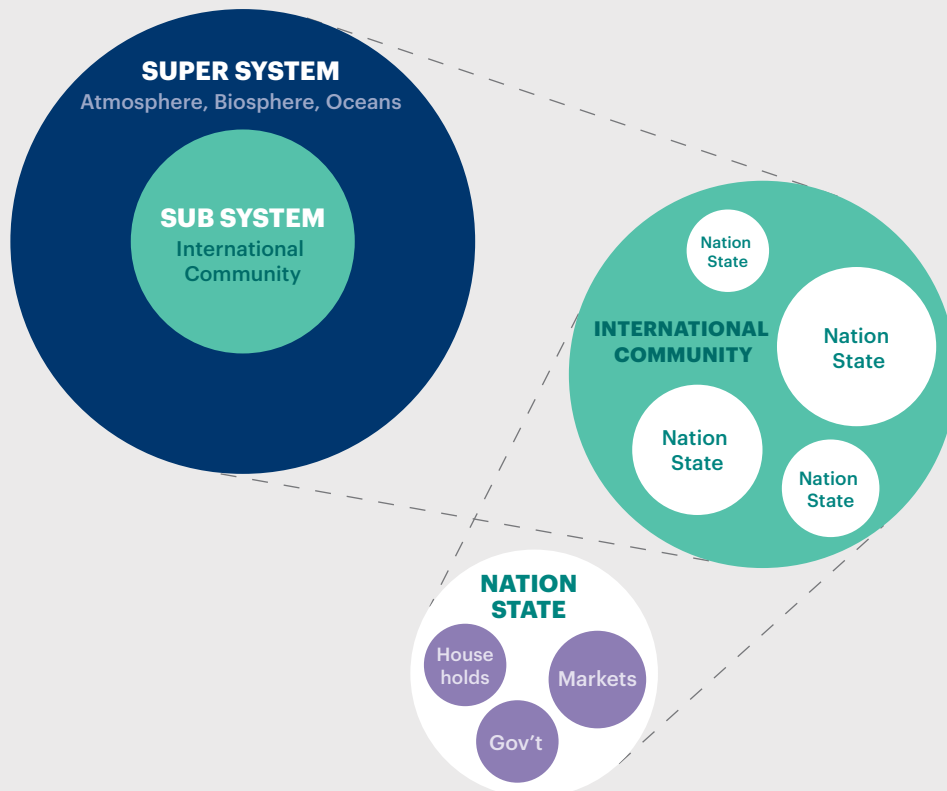 SUPER SYSTEM
Atmosphere, Biosphere, Oceans
SUB SYSTEM
International
Community
INTERNATIONAL
COMMUNITY
Nation
State
Nation
State
Nation
State
Nation
State
NATION
STATE
House
holds
Markets
Gov't